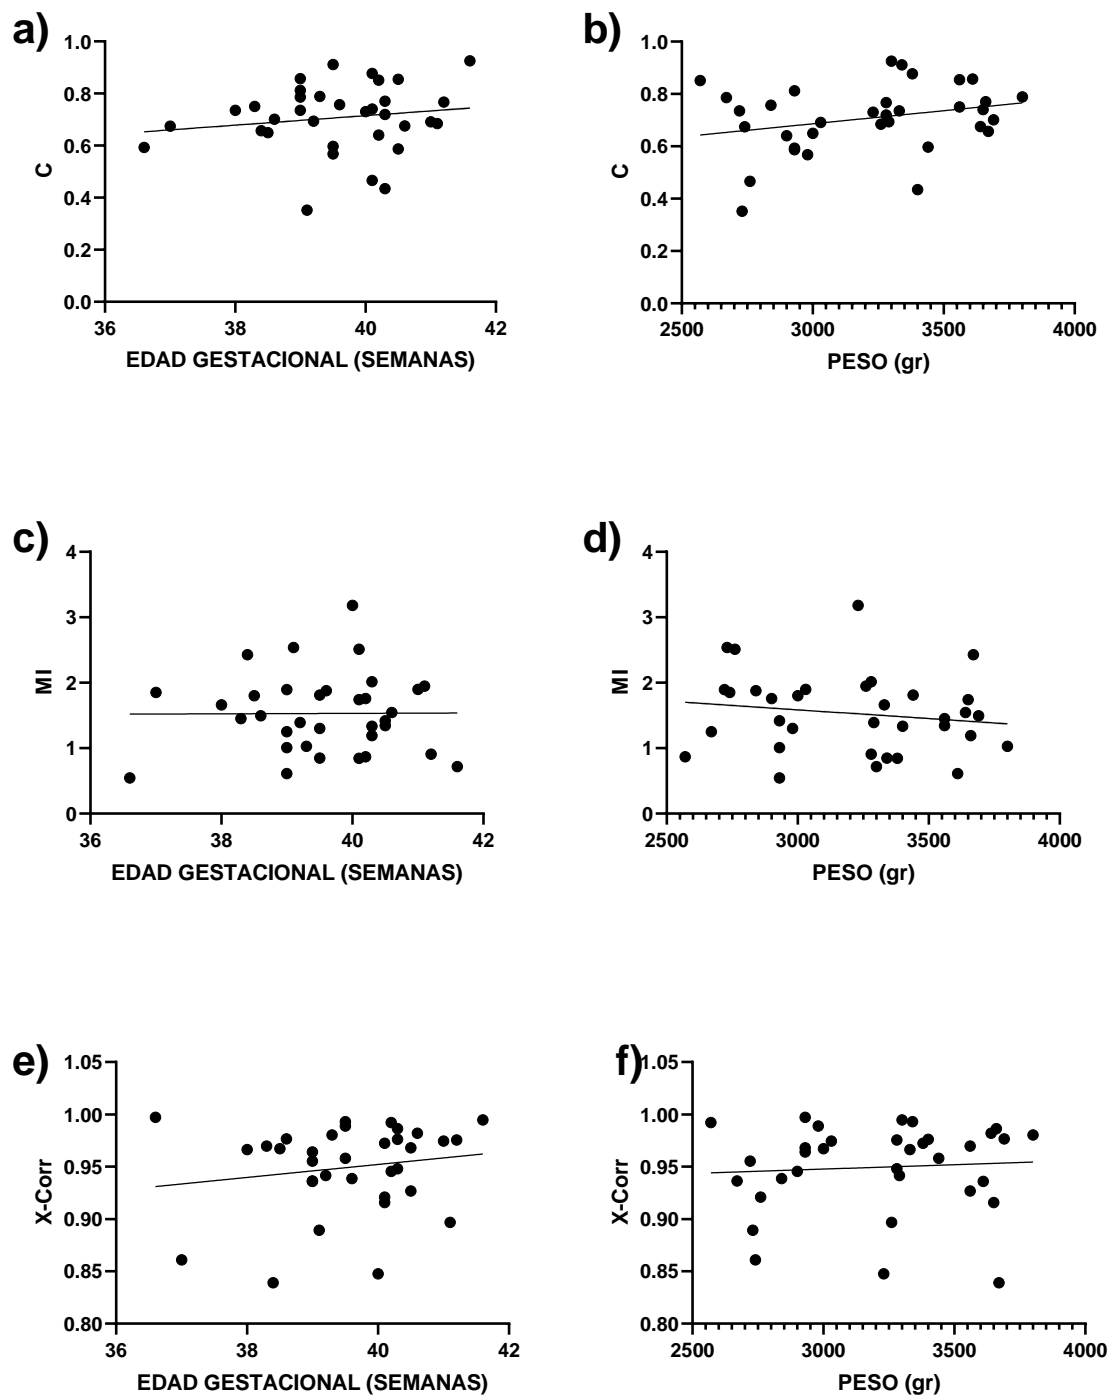 a)
1.0
0.8
0.6
0.4
0.2
0.0
C
36 38 40 42
EDAD GESTACIONAL (SEMANAS)
b)
1.0
0.8
0.6
0.4
0.2
0.0
C
2500 3000 3500 4000
PESO (gr)
c)
4
3
2
1
0
MI
36 38 40 42
EDAD GESTACIONAL (SEMANAS)
d)
4
3
2
1
0
MI
2500 3000 3500 4000
PESO (gr)
e)
1.05
1.00
0.95
0.90
0.85
0.80
X-Corr
36 38 40 42
EDAD GESTACIONAL (SEMANAS)
f)
1.05
1.00
0.95
0.90
0.85
0.80
X-Corr
2500 3000 3500 4000
PESO (gr)